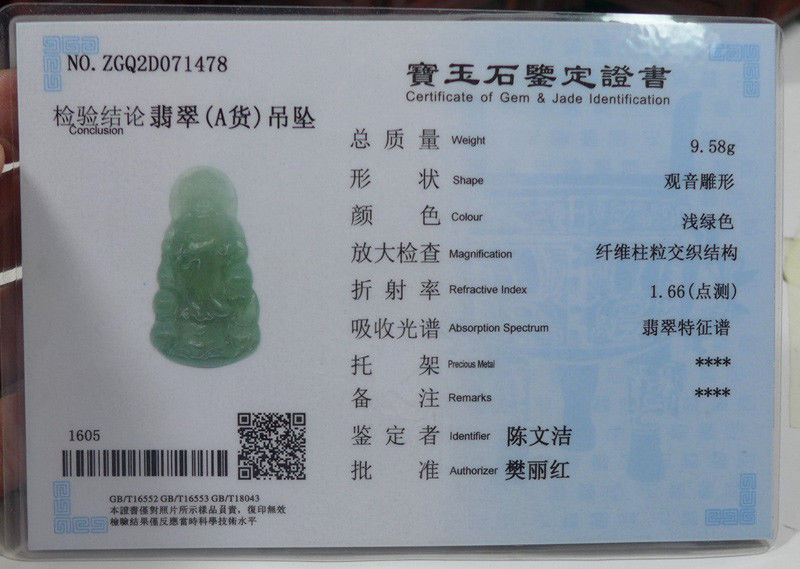 NO. ZGQ2D071478
寶玉石鑒定證書
Certificate of Gem & Jade Identification
检验结论 翡翠(A货)吊坠
Conclusion
总质量 Weight 9.58g
形状 Shape 观音雕形
颜色 Colour 浅绿色
放大检查 Magnification 纤维柱粒交织结构
折射率 Refractive Index 1.66(点测)
吸收光谱 Absorption Spectrum 翡翠特征谱
托架 Precious Metal ****
备注 Remarks ****
鉴定者 Identifier 陈文洁
批准 Authorizer 樊丽红
1605
GB/T16552 GB/T16553 GB/T18043
本證書僅對照片所示樣品負責，復印無效
檢驗結果僅反應當時科學技術水平